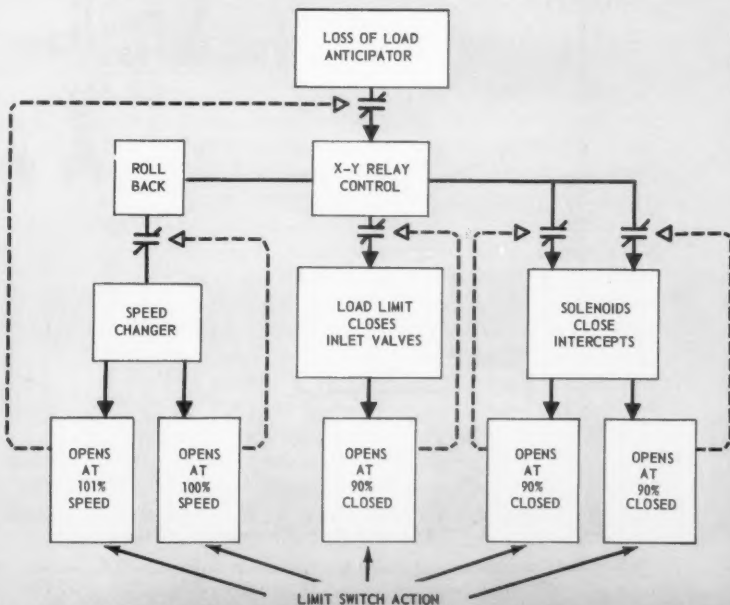 LOSS OF LOAD
ANTICIPATOR
ROLL
BACK
X-Y RELAY
CONTROL
SPEED
CHANGER
LOAD LIMIT
CLOSES
INLET VALVES
SOLENOIDS
CLOSE
INTERCEPTS
OPENS
AT
101%
SPEED
OPENS
AT
100%
SPEED
OPENS
AT
90%
CLOSED
OPENS
AT
90%
CLOSED
OPENS
AT
90%
CLOSED
LIMIT SWITCH ACTION